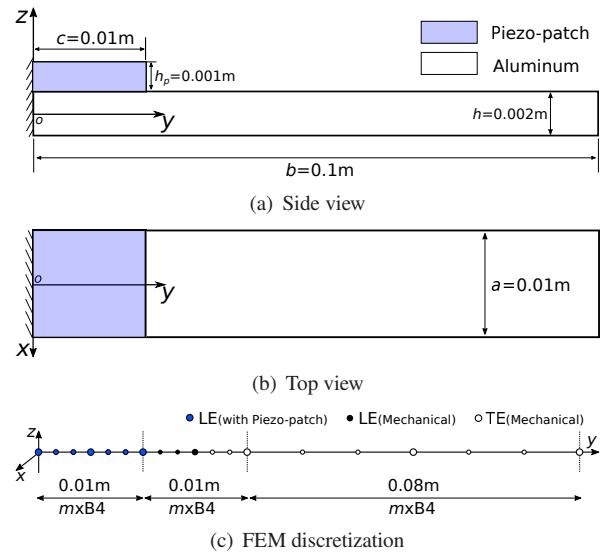 z
c=0.01m
Piezo-patch
hp=0.001m
Aluminum
o
y
h=0.002m
b=0.1m
(a) Side view
o
y
a=0.01m
x
(b) Top view
LE(with Piezo-patch) LE(Mechanical) TE(Mechanical)
z
y
x
0.01m 0.01m 0.08m
mxB4 mxB4 mxB4
(c) FEM discretization